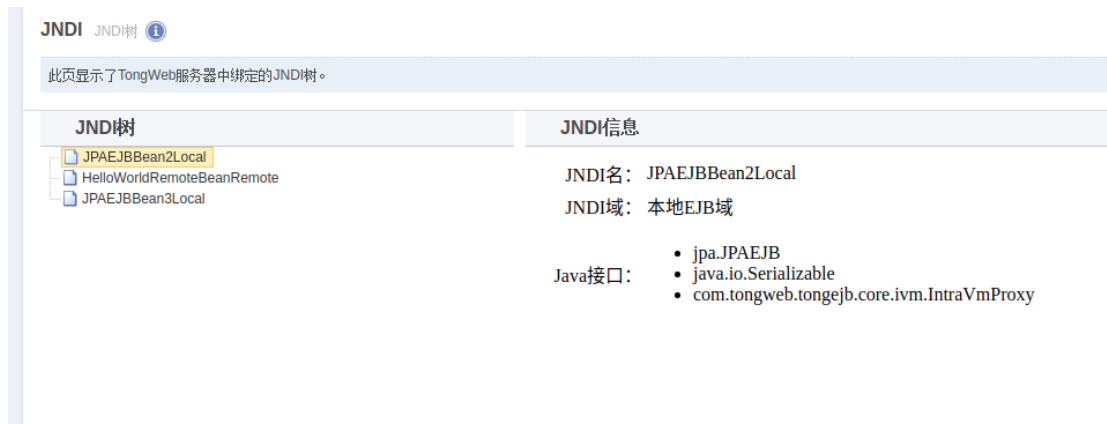 JNDI JNDI树
此页显示了TongWeb服务器中绑定的JNDI树。
JNDI树
JPAEJBBean2Local
HelloWorldRemoteBeanRemote
JPAEJBBean3Local
JNDI信息
JNDI名： JPAEJBBean2Local
JNDI域： 本地EJB域
Java接口：
• jpa.JPAEJB
• java.io.Serializable
• com.tongweb.tongejb.core.ivm.IntraVmProxy